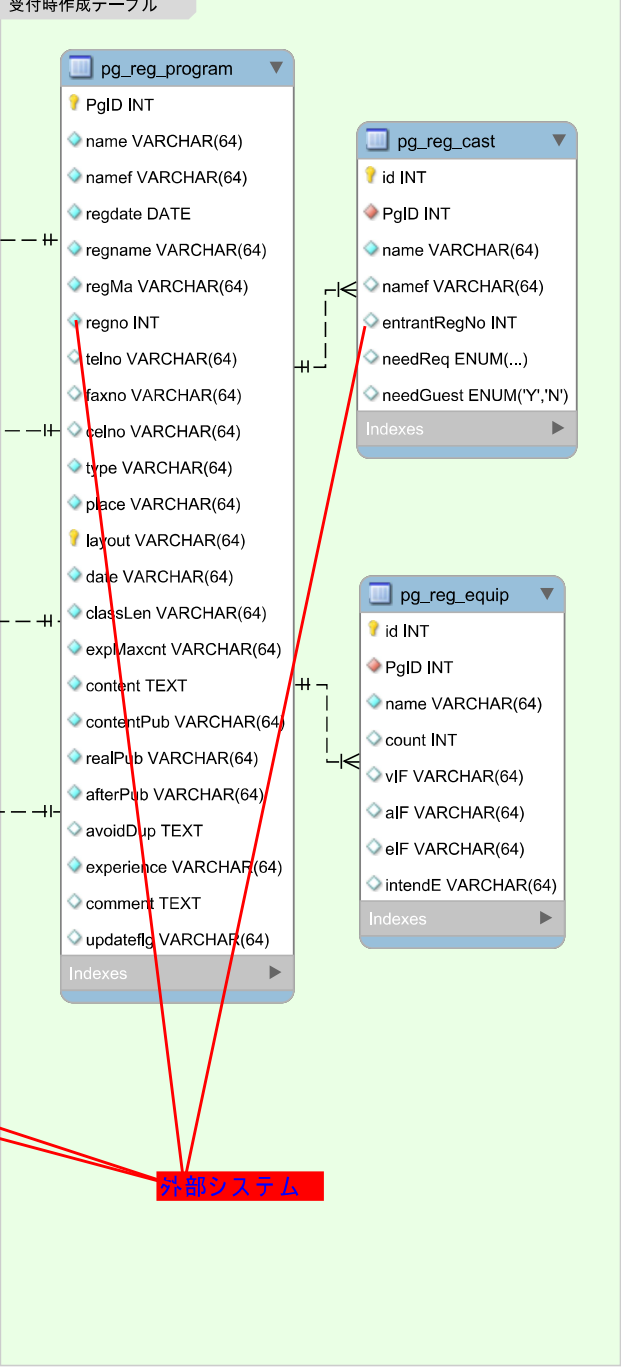 受付時作成テーブル
pg_reg_program
PgID INT
name VARCHAR(64)
namef VARCHAR(64)
regdate DATE
regname VARCHAR(64)
regMa VARCHAR(64)
regno INT
telno VARCHAR(64)
faxno VARCHAR(64)
celno VARCHAR(64)
type VARCHAR(64)
place VARCHAR(64)
layout VARCHAR(64)
date VARCHAR(64)
classLen VARCHAR(64)
expMaxcnt VARCHAR(64)
content TEXT
contentPub VARCHAR(64)
realPub VARCHAR(64)
afterPub VARCHAR(64)
avoidDup TEXT
experience VARCHAR(64)
comment TEXT
updateflg VARCHAR(64)
Indexes
pg_reg_cast
id INT
PgID INT
name VARCHAR(64)
namef VARCHAR(64)
entrantRegNo INT
needReq ENUM(...)
needGuest ENUM('Y','N')
Indexes
pg_reg_equip
id INT
PgID INT
name VARCHAR(64)
count INT
vIF VARCHAR(64)
aIF VARCHAR(64)
eIF VARCHAR(64)
intendE VARCHAR(64)
Indexes
外部システム